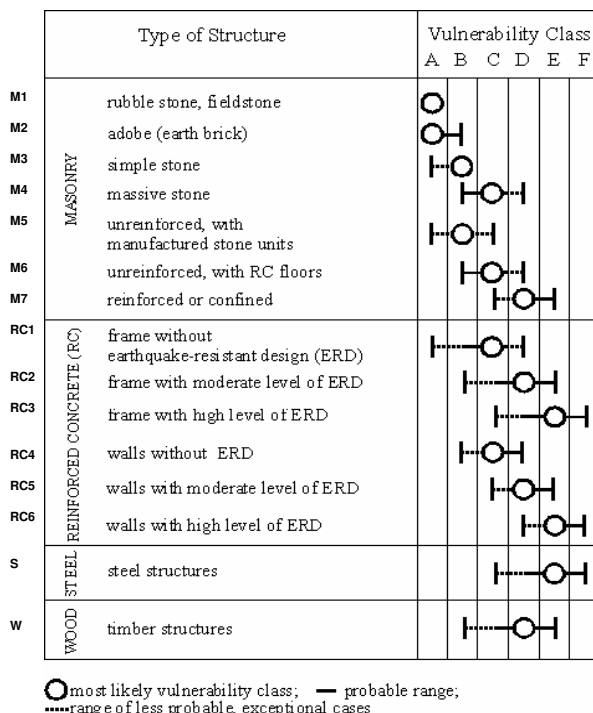 Type of Structure
Vulnerability Class
A B C D E F
MASONRY
M1 rubble stone, fieldstone
M2 adobe (earth brick)
M3 simple stone
M4 massive stone
M5 unreinforced, with
manufactured stone units
M6 unreinforced, with RC floors
M7 reinforced or confined
REINFORCED CONCRETE (RC)
RC1 frame without
earthquake-resistant design (ERD)
RC2 frame with moderate level of ERD
RC3 frame with high level of ERD
RC4 walls without ERD
RC5 walls with moderate level of ERD
RC6 walls with high level of ERD
STEEL
S steel structures
WOOD
W timber structures
most likely vulnerability class; probable range;
range of less probable, exceptional cases